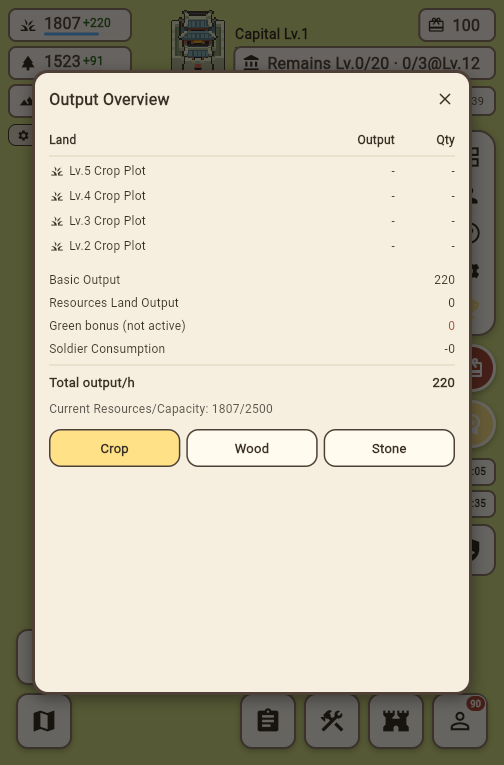 1807 +220
Capital Lv.1
100
1523 +91
Remains Lv.0/20 · 0/3@Lv.12
39
Output Overview
Land Output Qty
Lv.5 Crop Plot - -
Lv.4 Crop Plot - -
Lv.3 Crop Plot - -
Lv.2 Crop Plot - -
Basic Output 220
Resources Land Output 0
Green bonus (not active) 0
Soldier Consumption -0
Total output/h 220
Current Resources/Capacity: 1807/2500
Crop Wood Stone
:05
:35
90